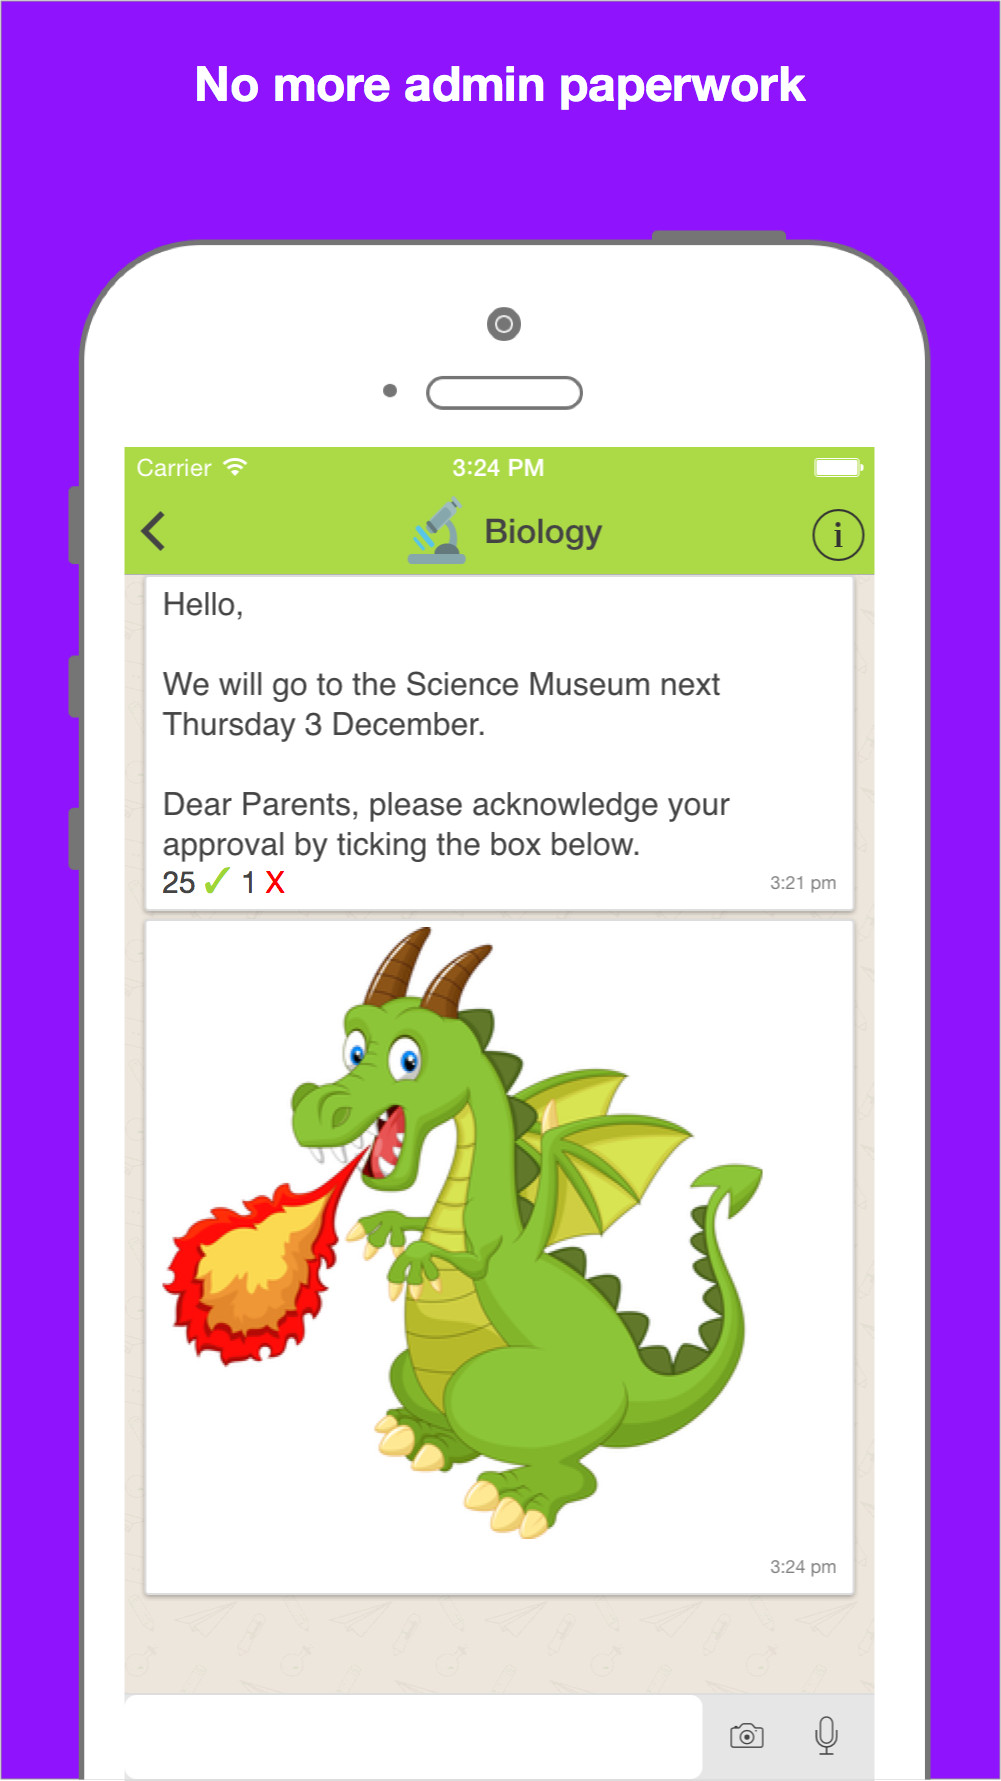 No more admin paperwork
Carrier 3:24 PM
Biology
i
Hello,
We will go to the Science Museum next
Thursday 3 December.
Dear Parents, please acknowledge your
approval by ticking the box below.
25 ✓ 1 X 3:21 pm
3:24 pm